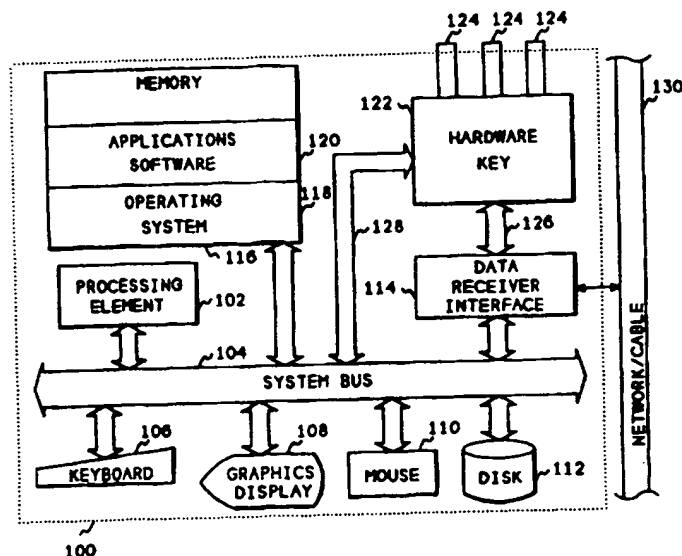 124 124 124
MEMORY
122
130
HARDWARE
KEY
APPLICATIONS
SOFTWARE
120
OPERATING
SYSTEM
118
116
128
126
PROCESSING
ELEMENT
102
114
DATA
RECEIVER
INTERFACE
104
SYSTEM BUS
NETWORK/CABLE
106
KEYBOARD
108
GRAPHICS
DISPLAY
110
MOUSE
DISK
112
100